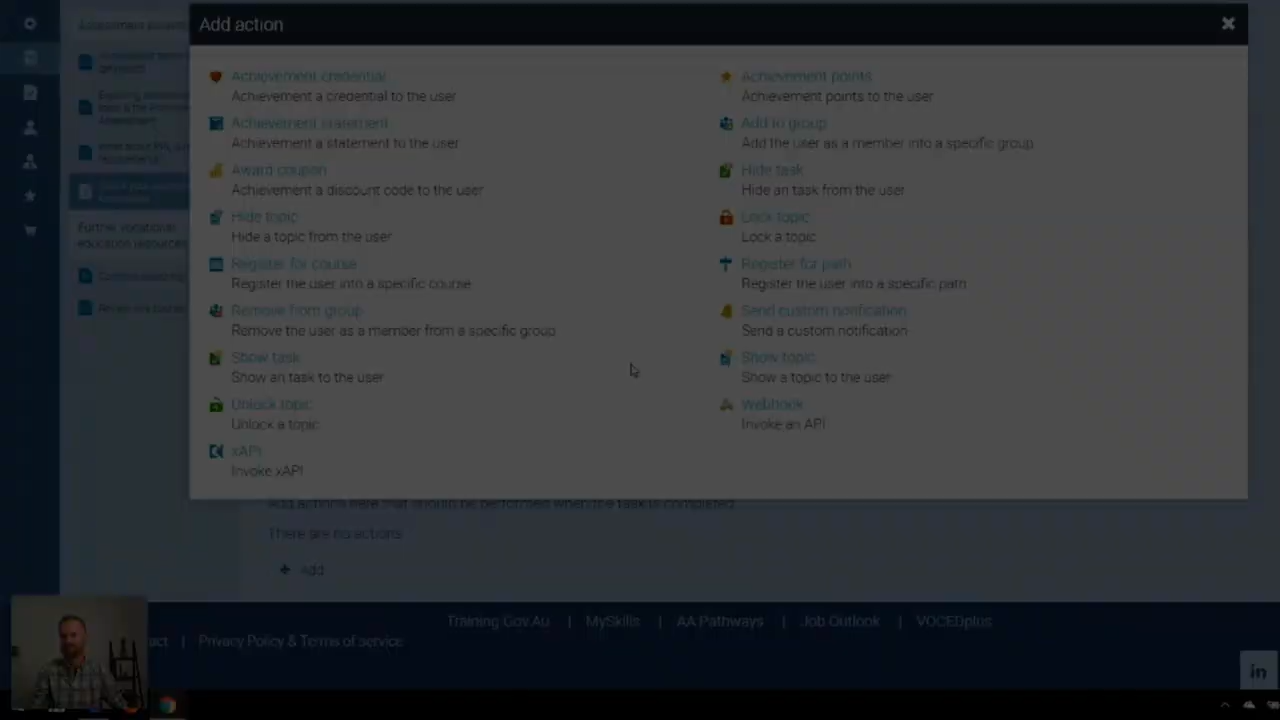 Add action
Achievement credential
Achievement a credential to the user
Achievement points
Achievement points to the user
Achievement statement
Achievement a statement to the user
Add to group
Add the user as a member into a specific group
Award coupon
Achievement a discount code to the user
Hide task
Hide an task from the user
Hide topic
Hide a topic from the user
Lock topic
Lock a topic
Register for course
Register the user into a specific course
Register for path
Register the user into a specific path
Remove from group
Remove the user as a member from a specific group
Send custom notification
Send a custom notification
Show task
Show an task to the user
Show topic
Show a topic to the user
Unlock topic
Unlock a topic
Webhook
Invoke an API
xAPI
Invoke xAPI
Further vocational
education resources
Add actions here that should be performed when the task is completed
There are no actions
Add
Training.Gov.Au | MySkills | AA Pathways | Job Outlook | VOCEDplus
| Privacy Policy & Terms of service
in